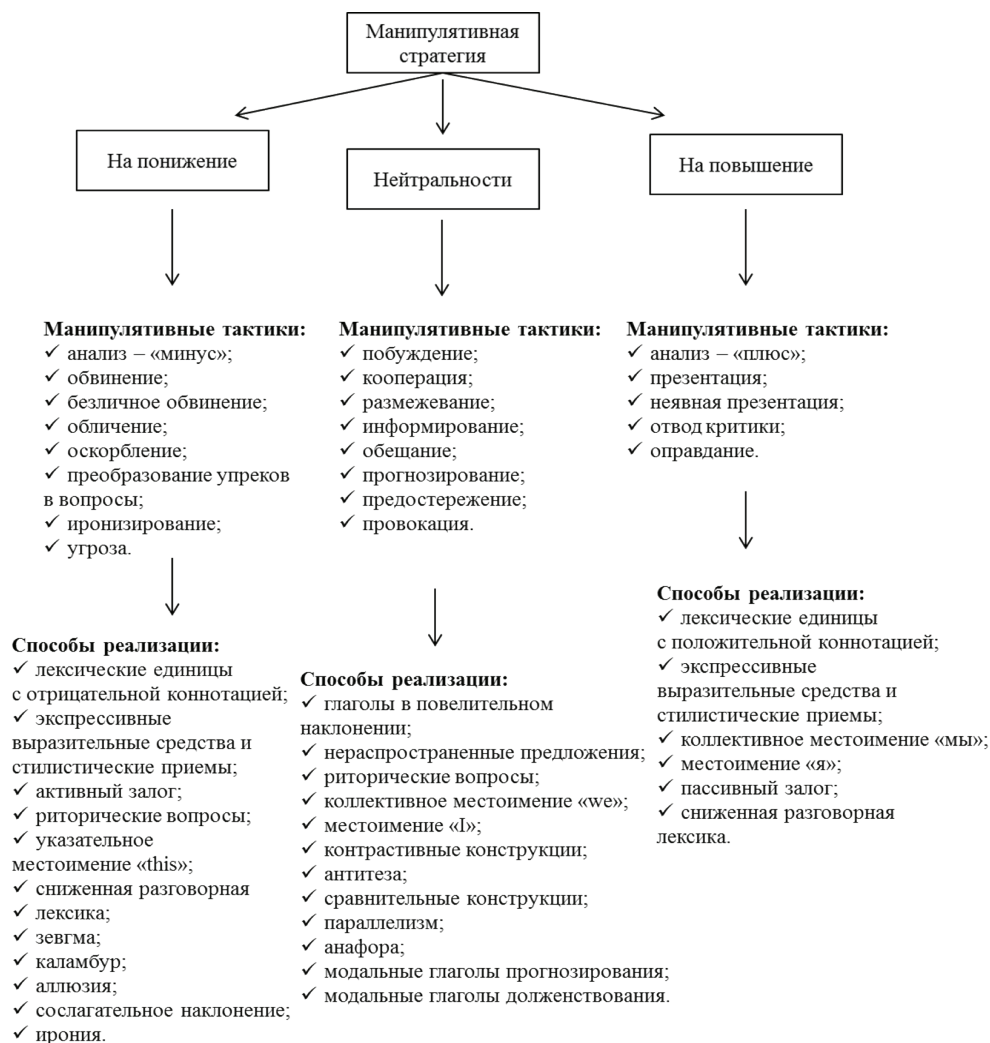 Манипулятивная
стратегия
На понижение
Нейтральности
На повышение
Манипулятивные тактики:
✓ анализ – «минус»;
✓ обвинение;
✓ безличное обвинение;
✓ обличение;
✓ оскорбление;
✓ преобразование упреков
в вопросы;
✓ иронизирование;
✓ угроза.
Способы реализации:
✓ лексические единицы
с отрицательной коннотацией;
✓ экспрессивные
выразительные средства и
стилистические приемы;
✓ активный залог;
✓ риторические вопросы;
✓ указательное
местоимение «this»;
✓ сниженная разговорная
✓ лексика;
✓ зевгма;
✓ каламбур;
✓ аллюзия;
✓ сослагательное наклонение;
✓ ирония.
Манипулятивные тактики:
✓ побуждение;
✓ кооперация;
✓ размежевание;
✓ информирование;
✓ обещание;
✓ прогнозирование;
✓ предостережение;
✓ провокация.
Способы реализации:
✓ глаголы в повелительном
наклонении;
✓ нераспространенные предложения;
✓ риторические вопросы;
✓ коллективное местоимение «we»;
✓ местоимение «I»;
✓ контрастивные конструкции;
✓ антитеза;
✓ сравнительные конструкции;
✓ параллелизм;
✓ анафора;
✓ модальные глаголы прогнозирования;
✓ модальные глаголы долженствования.
Манипулятивные тактики:
✓ анализ – «плюс»;
✓ презентация;
✓ неявная презентация;
✓ отвод критики;
✓ оправдание.
Способы реализации:
✓ лексические единицы
с положительной коннотацией;
✓ экспрессивные
выразительные средства и
стилистические приемы;
✓ коллективное местоимение «мы»;
✓ местоимение «я»;
✓ пассивный залог;
✓ сниженная разговорная
лексика.